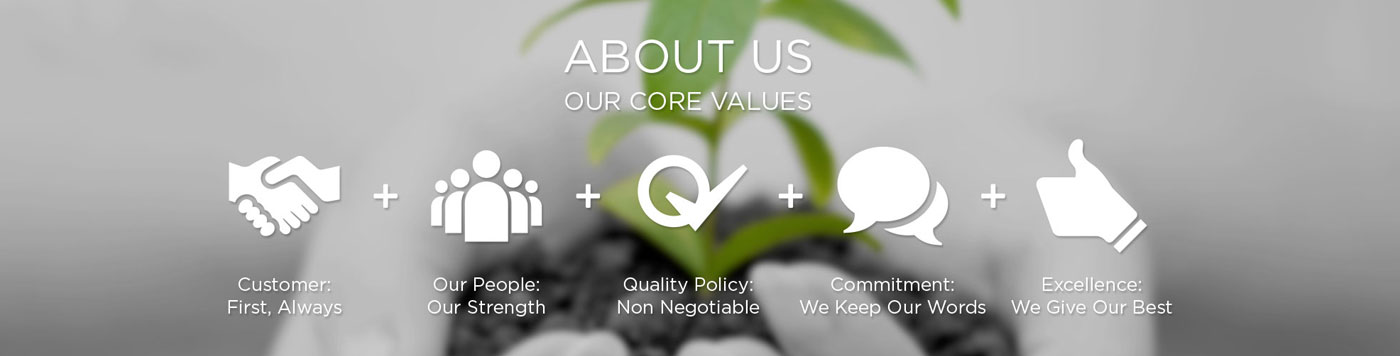 ABOUT US
OUR CORE VALUES
Customer:
First, Always
Our People:
Our Strength
Quality Policy:
Non Negotiable
Commitment:
We Keep Our Words
Excellence:
We Give Our Best